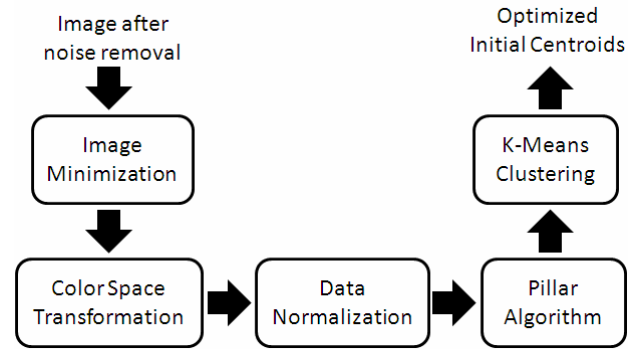 Image after
noise removal
Image
Minimization
Color Space
Transformation
Data
Normalization
Pillar
Algorithm
K-Means
Clustering
Optimized
Initial Centroids